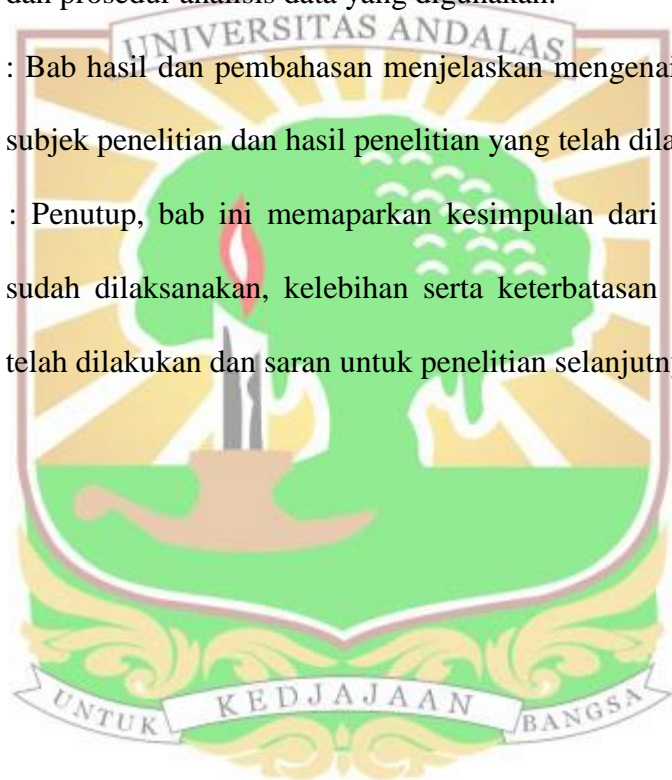 dan prosedur analisis data yang digunakan.
UNIVERSITAS ANDALAS
: Bab hasil dan pembahasan menjelaskan mengenai
subjek penelitian dan hasil penelitian yang telah dila
: Penutup, bab ini memaparkan kesimpulan dari
sudah dilaksanakan, kelebihan serta keterbatasan
telah dilakukan dan saran untuk penelitian selanjutn
UNTUK KEDJAJAAN BANGSA